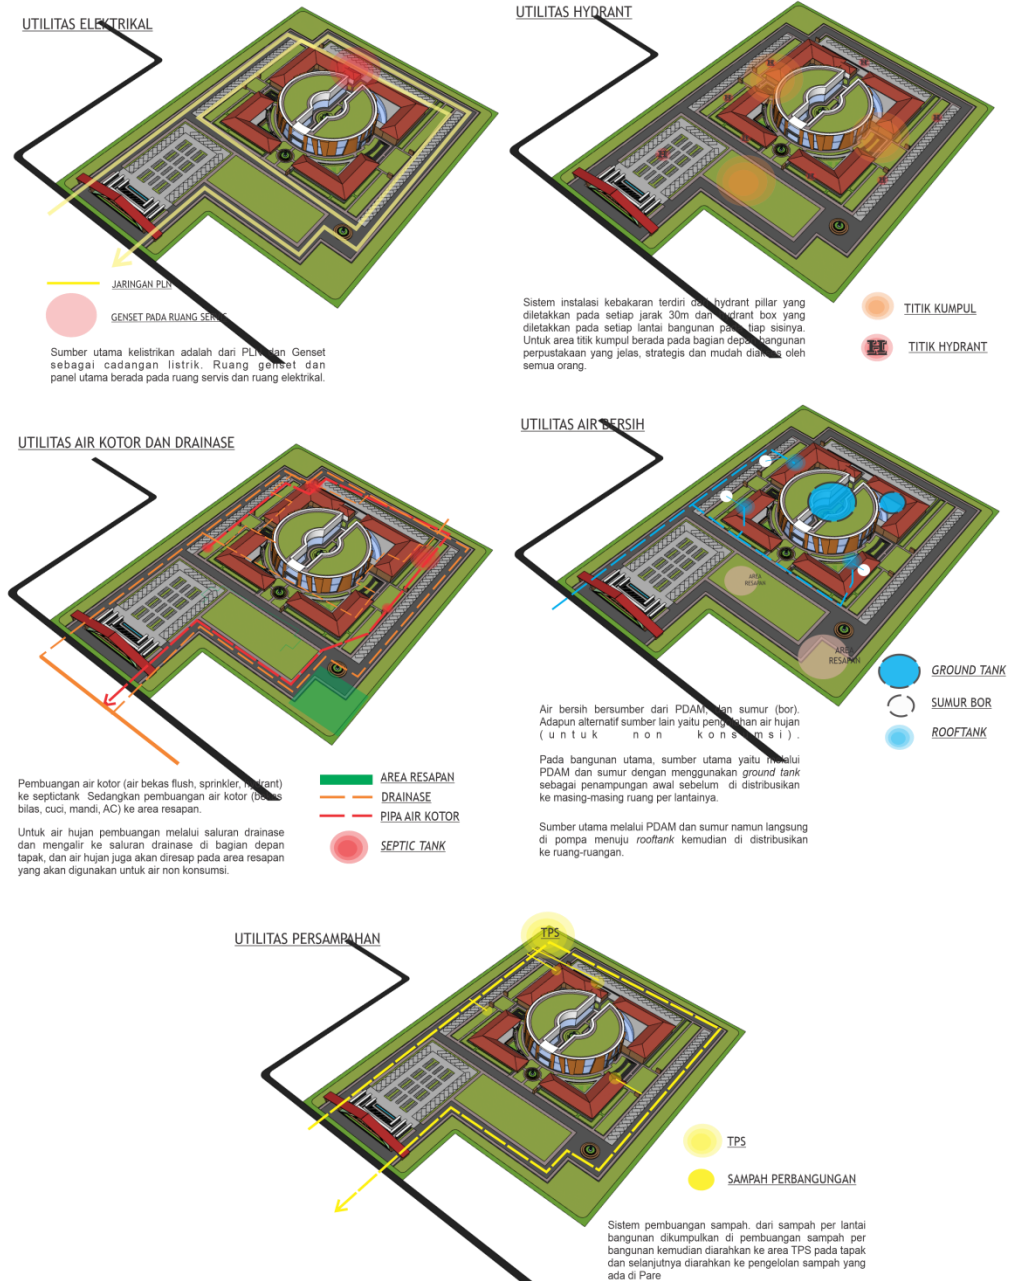 UTILITAS ELEKTRIKAL
JARINGAN PLN
GENSET PADA RUANG SERVIS
Sumber utama kelistrikan adalah dari PLN dan Genset
sebagai cadangan listrik. Ruang genset dan
panel utama berada pada ruang servis dan ruang elektrikal.
UTILITAS HYDRANT
Sistem instalasi kebakaran terdiri dari hydrant pillar yang
diletakkan pada setiap jarak 30m dan hydrant box yang
diletakkan pada setiap lantai bangunan pada tiap sisinya.
Untuk area titik kumpul berada pada bagian depan bangunan
perpustakaan yang jelas, strategis dan mudah diakses oleh
semua orang.
TITIK KUMPUL
H
TITIK HYDRANT
UTILITAS AIR KOTOR DAN DRAINASE
Pembuangan air kotor (air bekas flush, sprinkler, hydrant)
ke septictank Sedangkan pembuangan air kotor (bekas
bilas, cuci, mandi, AC) ke area resapan.
Untuk air hujan pembuangan melalui saluran drainase
dan mengalir ke saluran drainase di bagian depan
tapak, dan air hujan juga akan diresap pada area resapan
yang akan digunakan untuk air non konsumsi.
AREA RESAPAN
DRAINASE
PIPA AIR KOTOR
SEPTIC TANK
UTILITAS AIR BERSIH
AREA
RESAPAN
AREA
RESAPAN
GROUND TANK
SUMUR BOR
ROOFTANK
Air bersih bersumber dari PDAM, dan sumur (bor).
Adapun alternatif sumber lain yaitu pengolahan air hujan
(untuk non konsumsi).
Pada bangunan utama, sumber utama yaitu melalui
PDAM dan sumur dengan menggunakan ground tank
sebagai penampungan awal sebelum di distribusikan
ke masing-masing ruang per lantainya.
Sumber utama melalui PDAM dan sumur namun langsung
di pompa menuju rooftank kemudian di distribusikan
ke ruang-ruangan.
UTILITAS PERSAMPAHAN
TPS
TPS
SAMPAH PERBANGUNGAN
Sistem pembuangan sampah. dari sampah per lantai
bangunan dikumpulkan di pembuangan sampah per
bangunan kemudian diarahkan ke area TPS pada tapak
dan selanjutnya diarahkan ke pengelolan sampah yang
ada di Pare